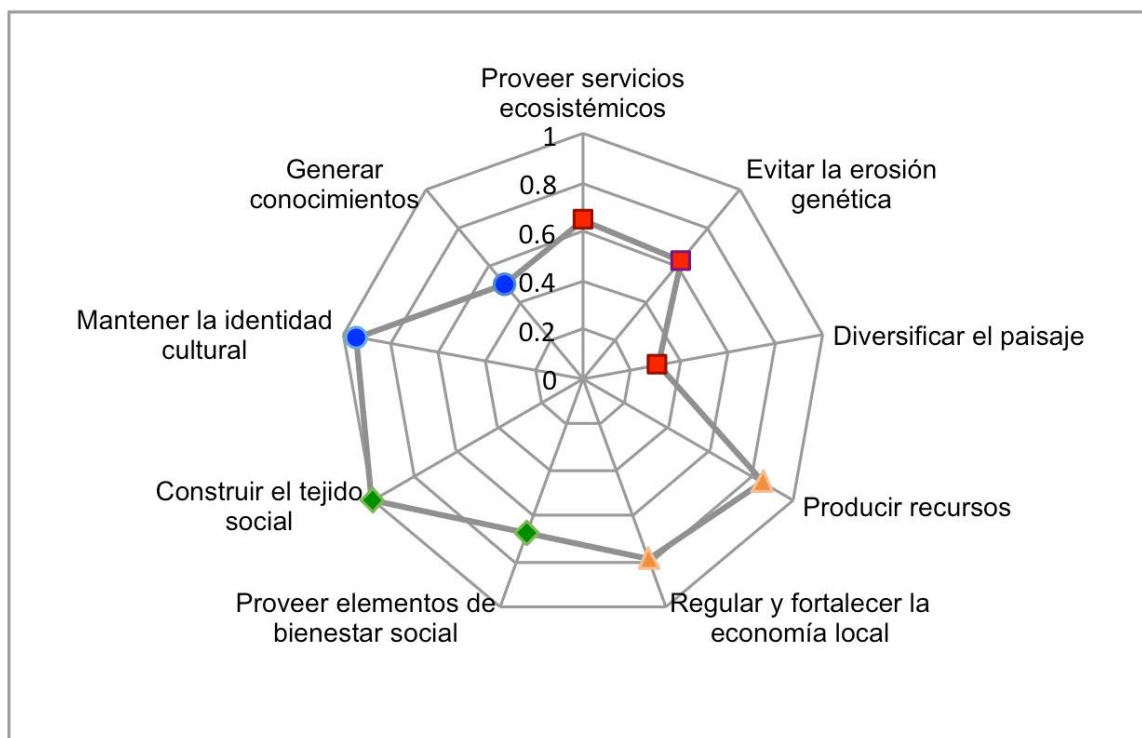 Proveer servicios
ecosistémicos
1
0.8
0.6
0.4
0.2
0
Evitar la erosión
genética
Diversificar el paisaje
Producir recursos
Regular y fortalecer la
economía local
Proveer elementos de
bienestar social
Construir el tejido
social
Mantener la identidad
cultural
Generar
conocimientos